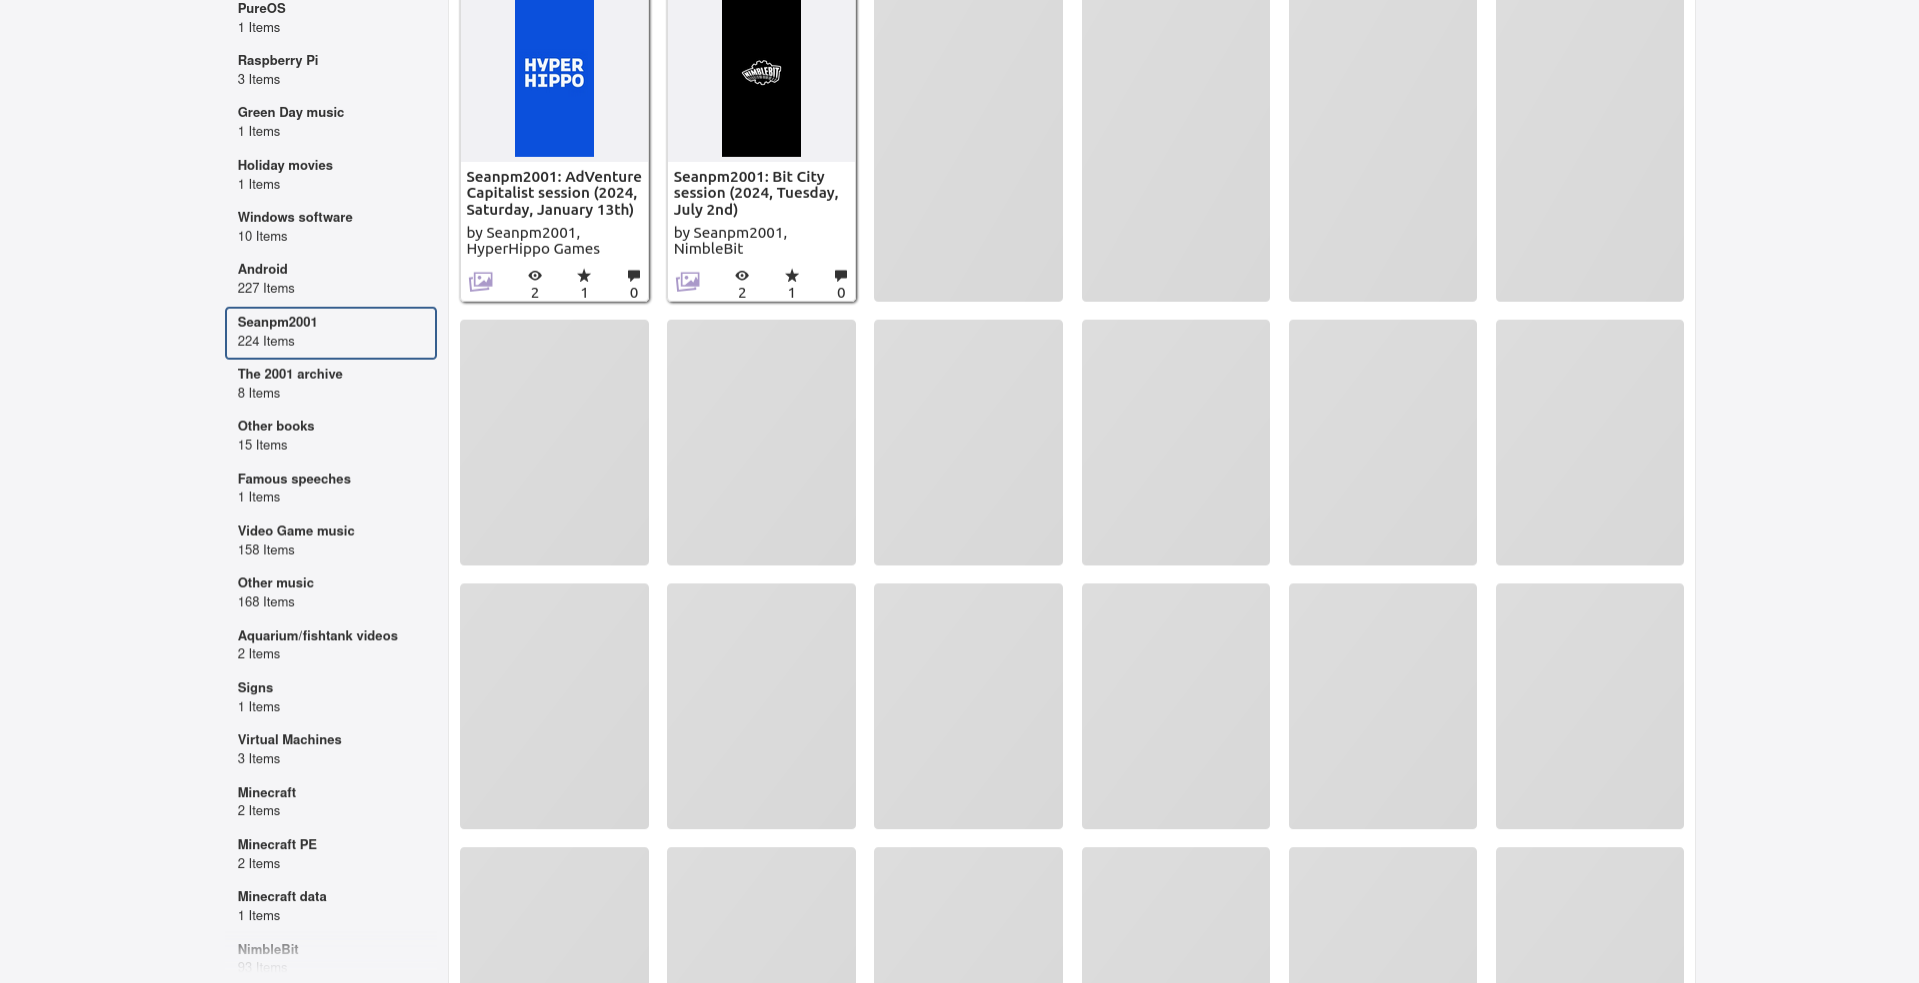 PureOS
1 Items
Raspberry Pi
3 Items
Green Day music
1 Items
Holiday movies
1 Items
Windows software
10 Items
Android
227 Items
Seanpm2001
224 Items
The 2001 archive
8 Items
Other books
15 Items
Famous speeches
1 Items
Video Game music
158 Items
Other music
168 Items
Aquarium/fishtank videos
2 Items
Signs
1 Items
Virtual Machines
3 Items
Minecraft
2 Items
Minecraft PE
2 Items
Minecraft data
1 Items
NimbleBit
93 Items
HYPER
HIPPO
Seanpm2001: AdVenture
Capitalist session (2024,
Saturday, January 13th)
by Seanpm2001,
HyperHippo Games
2 1 0
NIMBLEBIT
Seanpm2001: Bit City
session (2024, Tuesday,
July 2nd)
by Seanpm2001,
NimbleBit
2 1 0